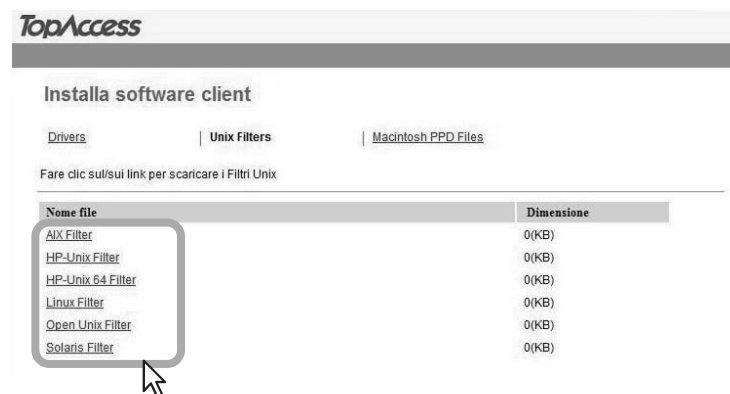 TopAccess
Installa software client
Drivers | Unix Filters | Macintosh PPD Files
Fare clic sul/sui link per scaricare i Filtri Unix
Nome file Dimensione
AIX Filter 0(KB)
HP-Unix Filter 0(KB)
HP-Unix 64 Filter 0(KB)
Linux Filter 0(KB)
Open Unix Filter 0(KB)
Solaris Filter 0(KB)